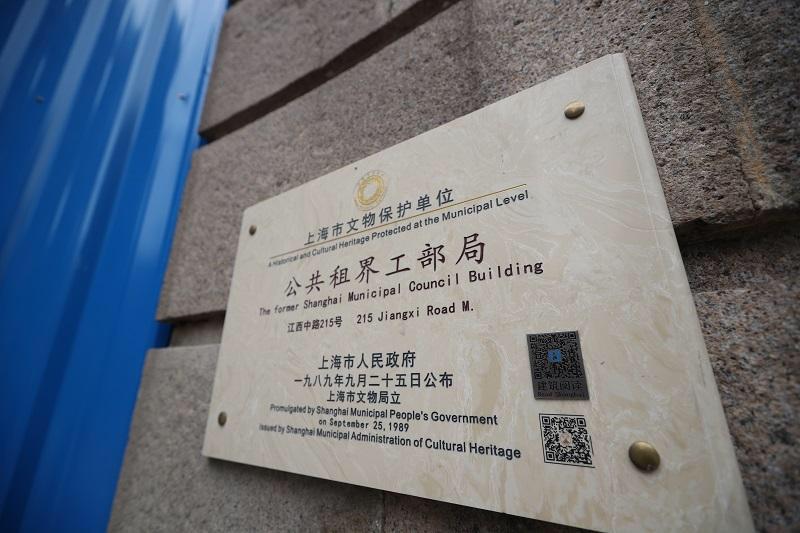 上海市文物保护单位
A Historical and Cultural Heritage Protected at the Municipal Level
公共租界工部局
The former Shanghai Municipal Council Building
江西中路215号 215 Jiangxi Road M.
上海市人民政府
一九八九年九月二十五日公布
上海市文物局立
Promulgated by Shanghai Municipal People's Government
on September 25, 1989
Issued by Shanghai Municipal Administration of Cultural Heritage
建筑阅读
Read Shanghai